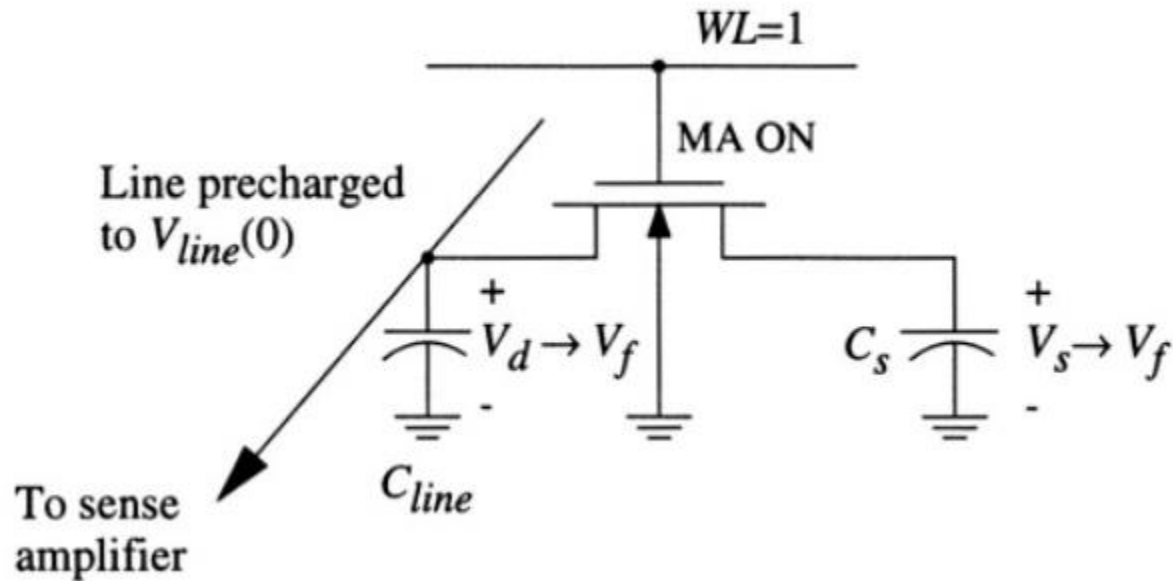 WL=1
MA ON
Line precharged
to V_line(0)
+
V_d → V_f
-
C_line
C_s
+
V_s → V_f
-
To sense
amplifier